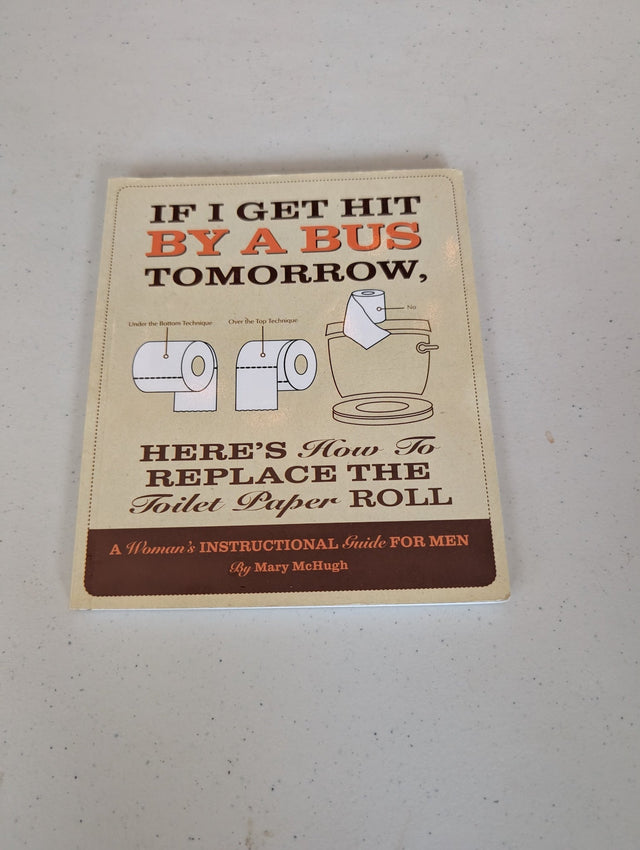 IF I GET HIT
BY A BUS
TOMORROW,
Under the Bottom Technique
Over the Top Technique
No
HERE'S How To
REPLACE THE
Toilet Paper ROLL
A Woman's INSTRUCTIONAL Guide FOR MEN
By Mary McHugh